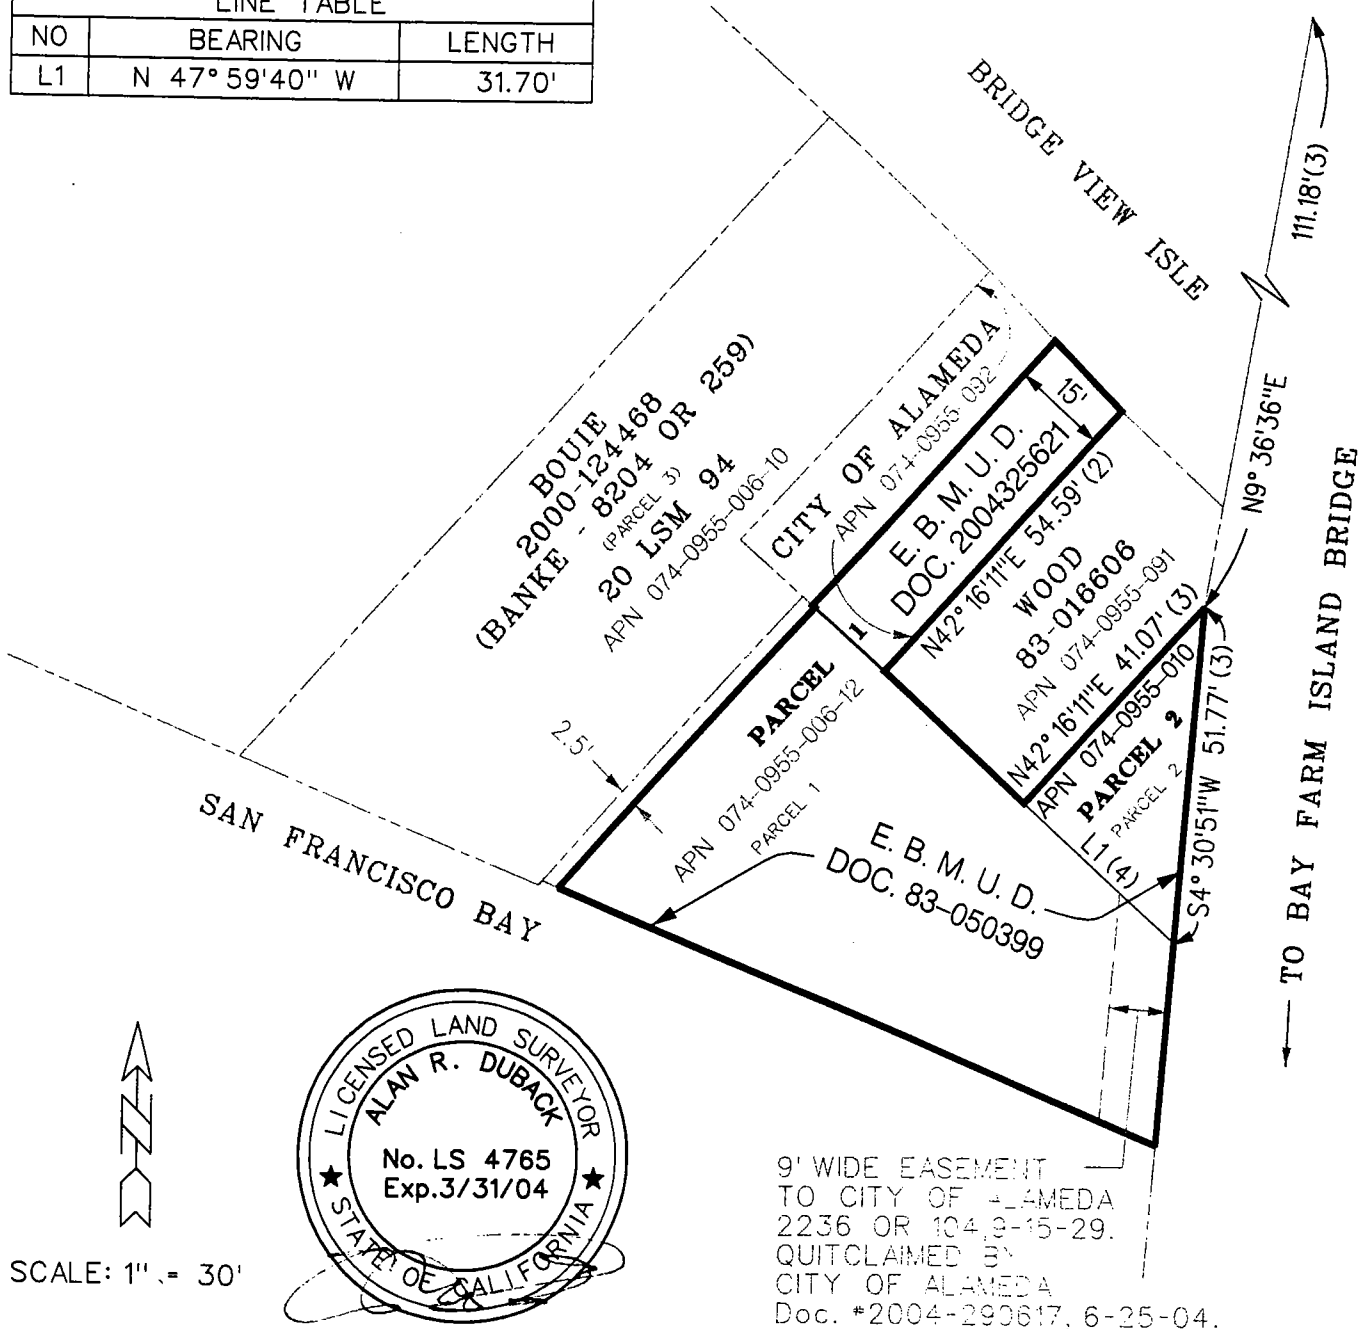 LINE TABLE
NO BEARING LENGTH
L1 N 47°59'40" W 31.70'
BRIDGE VIEW ISLE
111.18'(3)
N9°36'36"E
TO BAY FARM ISLAND BRIDGE
BOUIE
2000-124468
(BANKE - 8204 OR 259)
(PARCEL 3)
20 LSM 94
APN 074-0955-006-10
CITY OF ALAMEDA
APN 074-0955-092
15'
E. B. M. U. D.
DOC. 2004325621
N42°16'11"E 54.59' (2)
WOOD
83-016606
APN 074-0955-091
N42°16'11"E 41.07' (3)
APN 074-0955-010
PARCEL 2
PARCEL 2
L1 (4)
S4°30'51"W 51.77' (3)
PARCEL 1
APN 074-0955-006-12
PARCEL 1
2.5'
E. B. M. U. D.
DOC. 83-050399
SAN FRANCISCO BAY
N
SCALE: 1" = 30'
LICENSED LAND SURVEYOR
ALAN R. DUBACK
No. LS 4765
Exp.3/31/04
STATE OF CALIFORNIA
9' WIDE EASEMENT
TO CITY OF ALAMEDA
2236 OR 104,9-15-29.
QUITCLAIMED BY
CITY OF ALAMEDA
Doc. #2004-290617, 6-25-04.